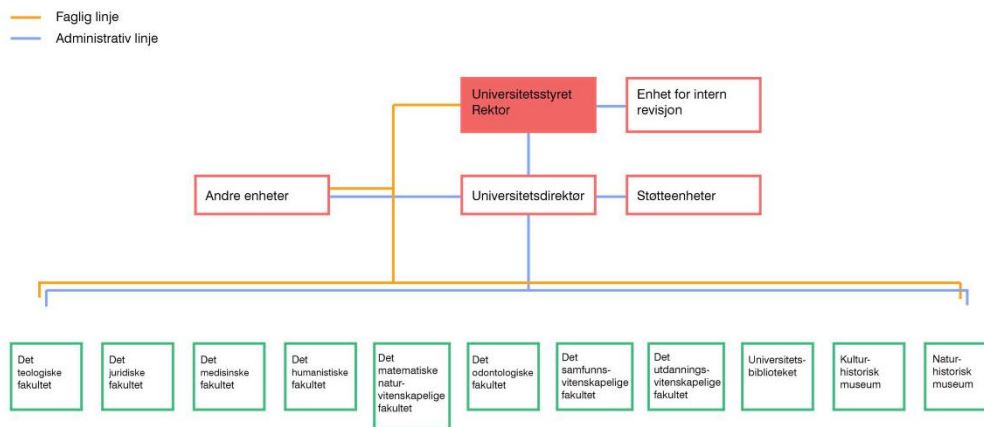 Faglig linje
Administrativ linje
Universitetsstyret
Rektor
Enhet for intern
revisjon
Andre enheter
Universitetsdirektør
Støtteenheter
Det
teologiske
fakultet
Det
juridiske
fakultet
Det
medisinske
fakultet
Det
humanistiske
fakultet
Det
matematiske
natur-
vitenskapelige
fakultet
Det
odontologiske
fakultet
Det
samfunns-
vitenskapelige
fakultet
Det
utdannings-
vitenskapelige
fakultet
Universitets-
biblioteket
Kultur-
historisk
museum
Natur-
historisk
museum